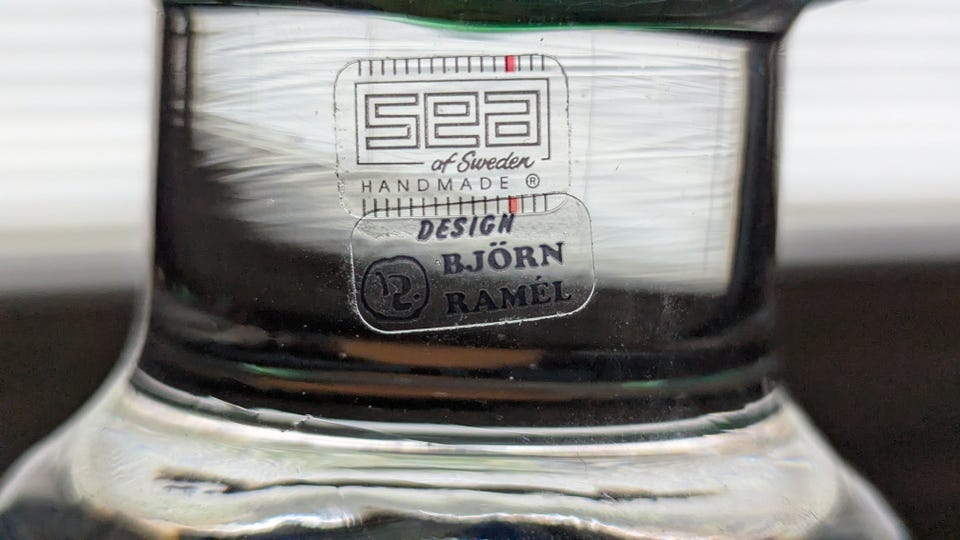 sea
of Sweden
HANDMADE ®
DESIGN
BJÖRN
RAMÉL